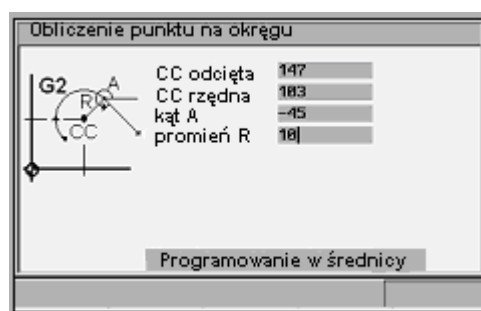 Obliczenie punktu na okręgu
G2
A
R
CC
CC odcięta 147
CC rzędna 103
kąt A -45
promień R 10
Programowanie w średnicy